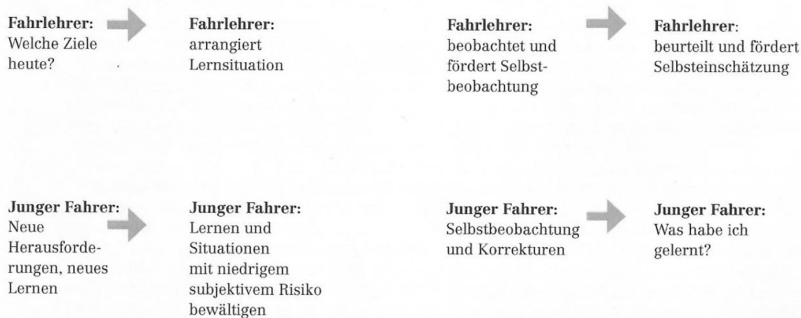 Fahrlehrer:
Welche Ziele
heute?
Fahrlehrer:
arrangiert
Lernsituation
Fahrlehrer:
beobachtet und
fördert Selbst-
beobachtung
Fahrlehrer:
beurteilt und fördert
Selbsteinschätzung
Junger Fahrer:
Neue
Herausforde-
rungen, neues
Lernen
Junger Fahrer:
Lernen und
Situationen
mit niedrigem
subjektivem Risiko
bewältigen
Junger Fahrer:
Selbstbeobachtung
und Korrekturen
Junger Fahrer:
Was habe ich
gelernt?